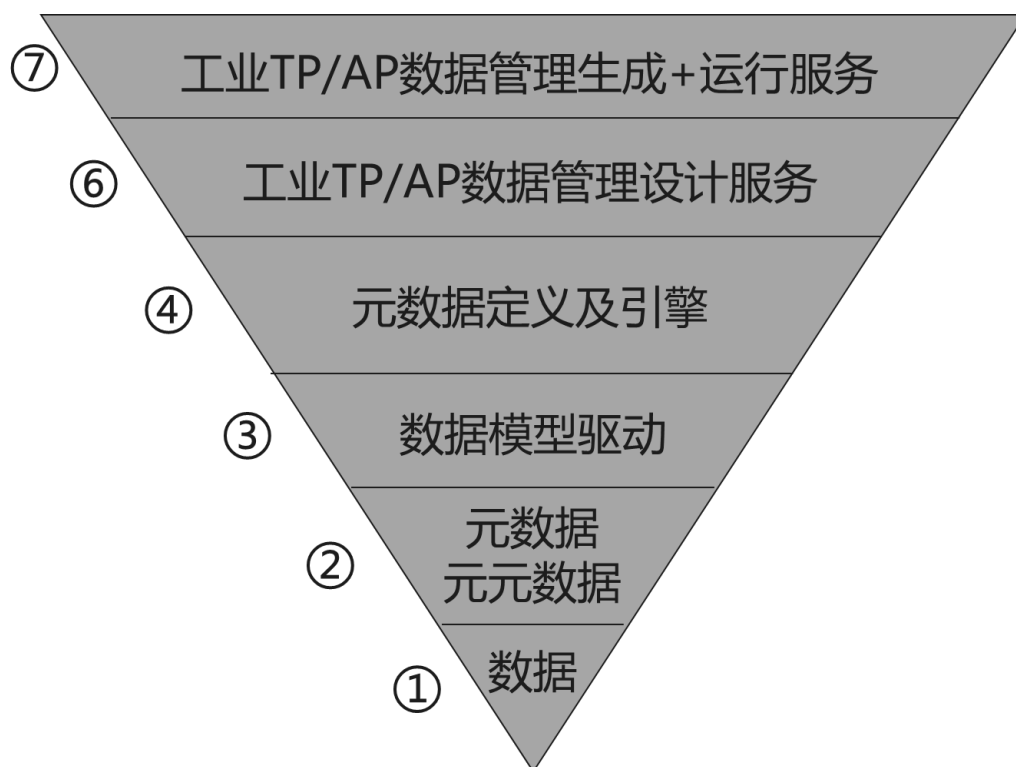 ⑦ 工业TP/AP数据管理生成+运行服务
⑥ 工业TP/AP数据管理设计服务
④ 元数据定义及引擎
③ 数据模型驱动
② 元数据
元元数据
① 数据